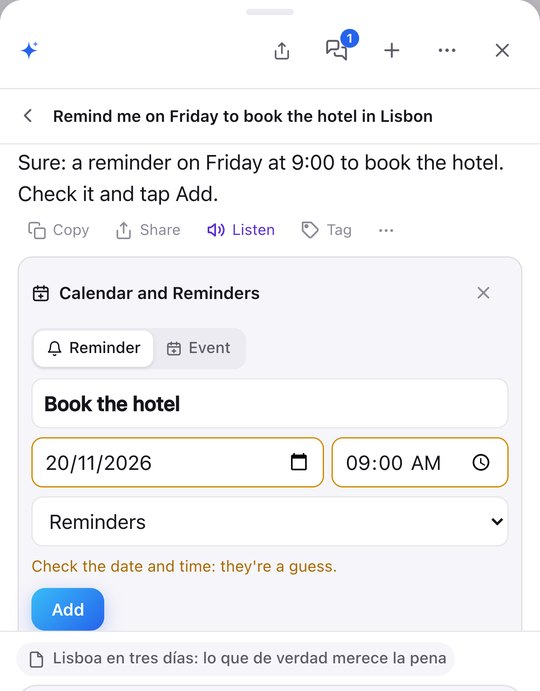 1
Remind me on Friday to book the hotel in Lisbon
Sure: a reminder on Friday at 9:00 to book the hotel.
Check it and tap Add.
Copy Share Listen Tag
Calendar and Reminders
Reminder Event
Book the hotel
20/11/2026 09:00 AM
Reminders
Check the date and time: they're a guess.
Add
Lisboa en tres días: lo que de verdad merece la pena